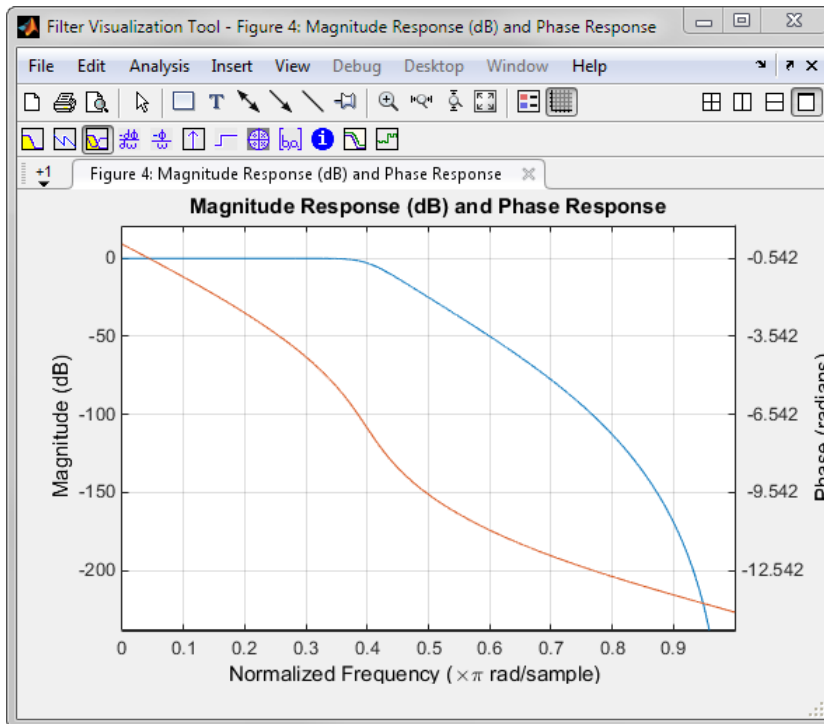 Filter Visualization Tool - Figure 4: Magnitude Response (dB) and Phase Response
File Edit Analysis Insert View Debug Desktop Window Help
+1
Figure 4: Magnitude Response (dB) and Phase Response
Magnitude Response (dB) and Phase Response
Magnitude (dB)
0
-50
-100
-150
-200
-0.542
-3.542
-6.542
-9.542
-12.542
Phase (radians)
0 0.1 0.2 0.3 0.4 0.5 0.6 0.7 0.8 0.9
Normalized Frequency (×π rad/sample)